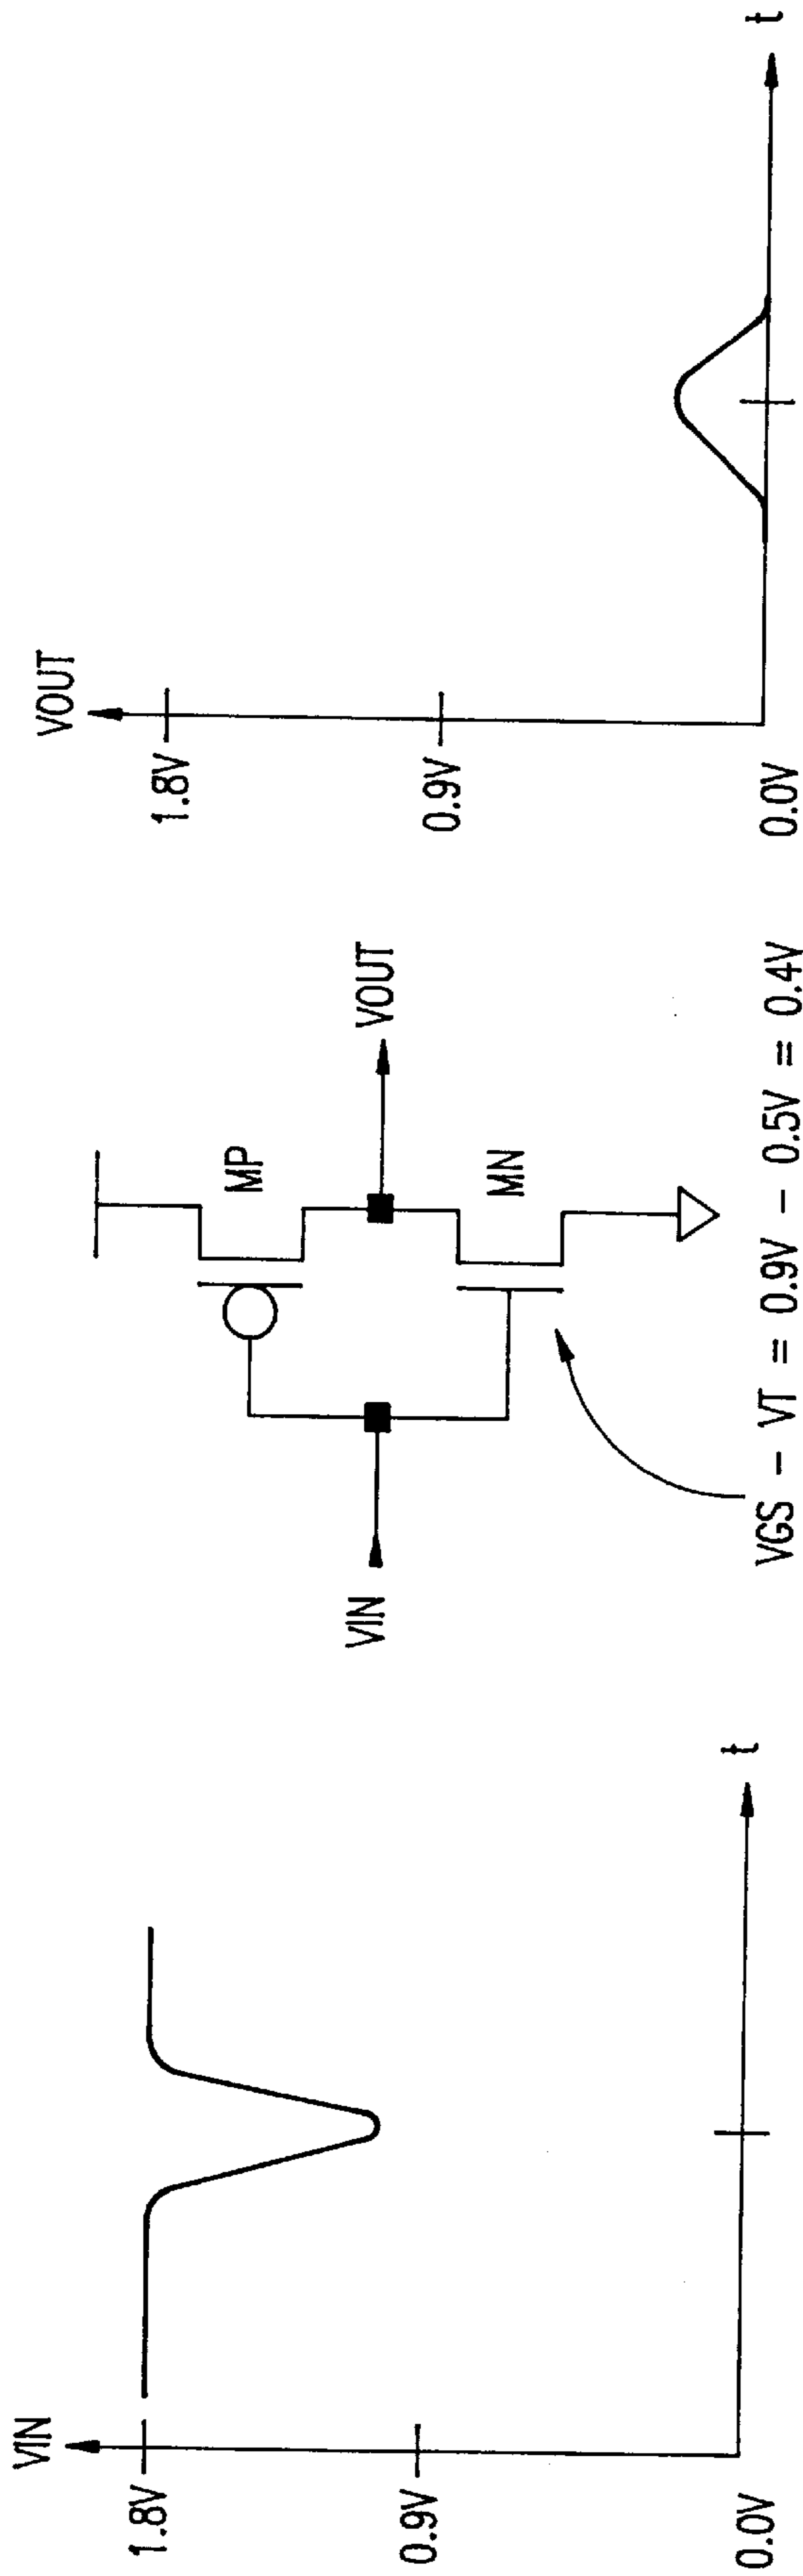 VIN
1.8V
0.9V
0.0V
t
VIN
MP
VOUT
MN
VGS - VT = 0.9V - 0.5V = 0.4V
VOUT
1.8V
0.9V
0.0V
t